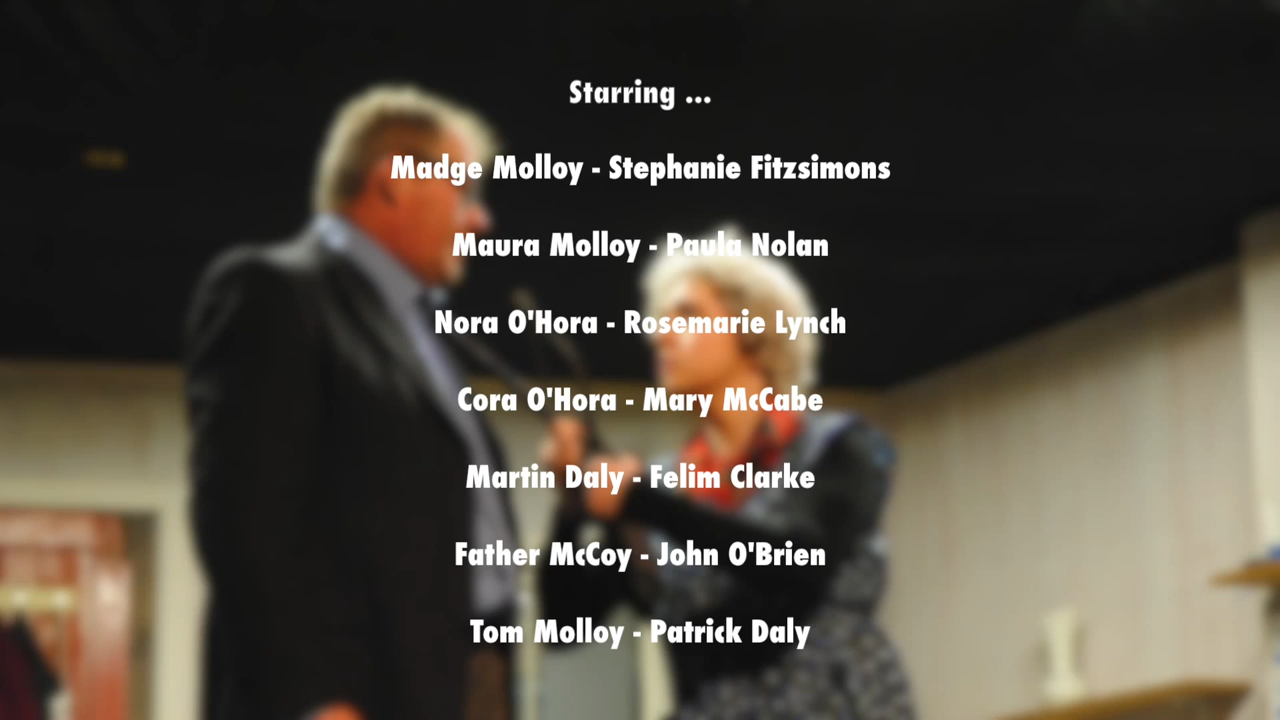 Starring ...
Madge Molloy - Stephanie Fitzsimons
Maura Molloy - Paula Nolan
Nora O'Hora - Rosemarie Lynch
Cora O'Hora - Mary McCabe
Martin Daly - Felim Clarke
Father McCoy - John O'Brien
Tom Molloy - Patrick Daly